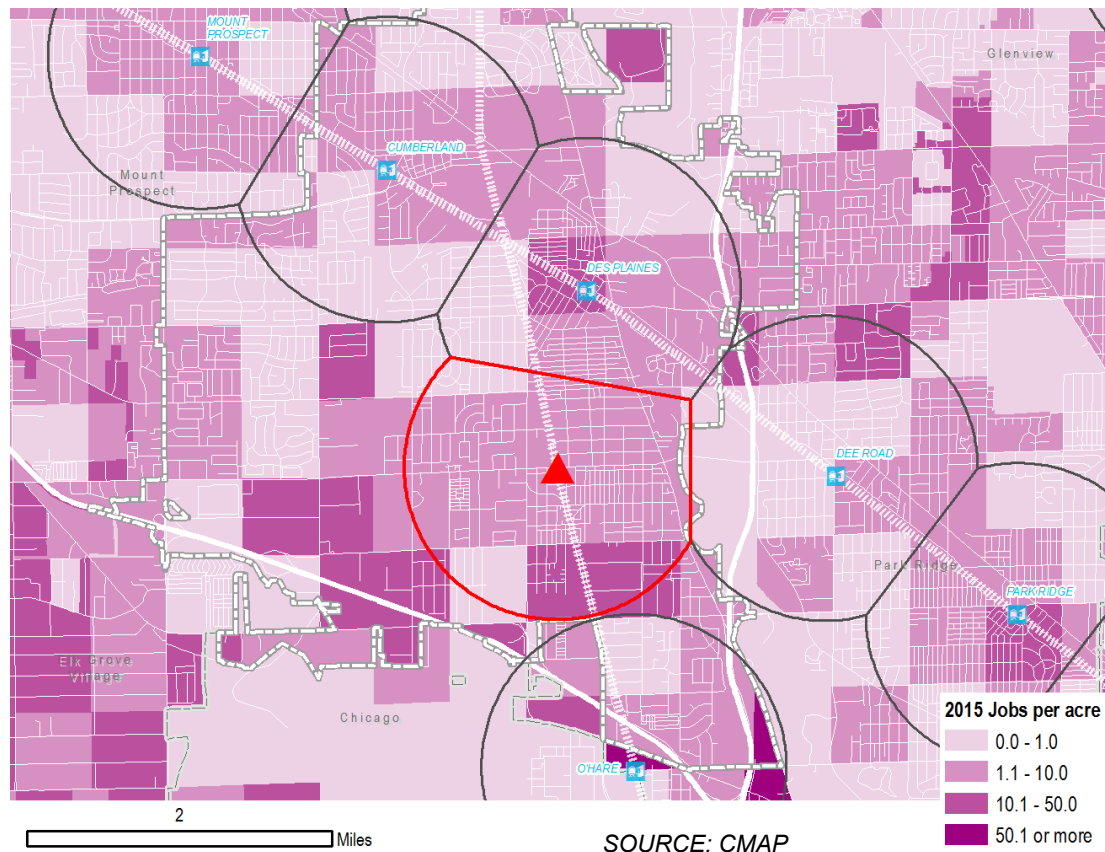 MOUNT
PROSPECT
Glenview
CUMBERLAND
Mount
Prospect
DES PLAINES
DEE ROAD
Park Ridge
PARK RIDGE
Elk Grove
Village
Chicago
O'HARE
2015 Jobs per acre
0.0 - 1.0
1.1 - 10.0
10.1 - 50.0
50.1 or more
2
Miles
SOURCE: CMAP